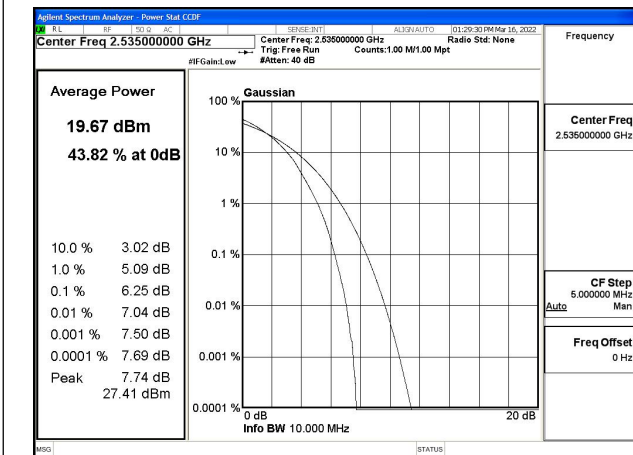 Agilent Spectrum Analyzer - Power Stat CCDF
RL RF 50 Ω AC SENSE:INT ALIGN AUTO 01:29:30 PM Mar 16, 2022
Center Freq 2.535000000 GHz
Center Freq: 2.535000000 GHz Radio Std: None
Trig: Free Run Counts:1.00 M/1.00 Mpt
#IFGain:Low #Atten: 40 dB
Frequency
Average Power
19.67 dBm
43.82 % at 0dB
10.0 % 3.02 dB
1.0 % 5.09 dB
0.1 % 6.25 dB
0.01 % 7.04 dB
0.001 % 7.50 dB
0.0001 % 7.69 dB
Peak 7.74 dB
27.41 dBm
Gaussian
100 %
10 %
1 %
0.1 %
0.01 %
0.001 %
0.0001 %
0 dB 20 dB
Info BW 10.000 MHz
Center Freq
2.535000000 GHz
CF Step
5.000000 MHz
Auto Man
Freq Offset
0 Hz
MSG STATUS